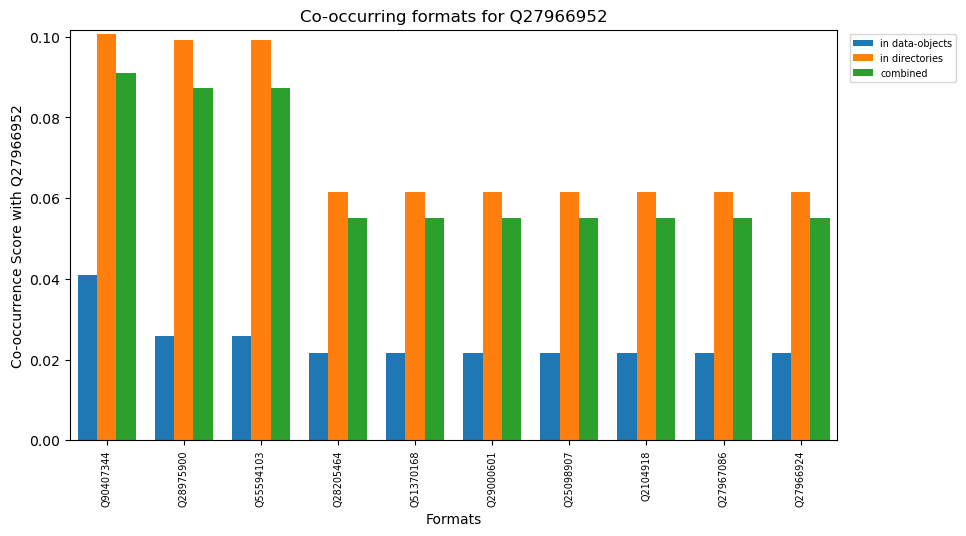 Co-occurring formats for Q27966952
in data-objects
in directories
combined
Co-occurrence Score with Q27966952
0.10
0.08
0.06
0.04
0.02
0.00
Q90407344
Q28975900
Q55594103
Q28205464
Q51370168
Q29000601
Q25098907
Q2104918
Q27967086
Q27966924
Formats